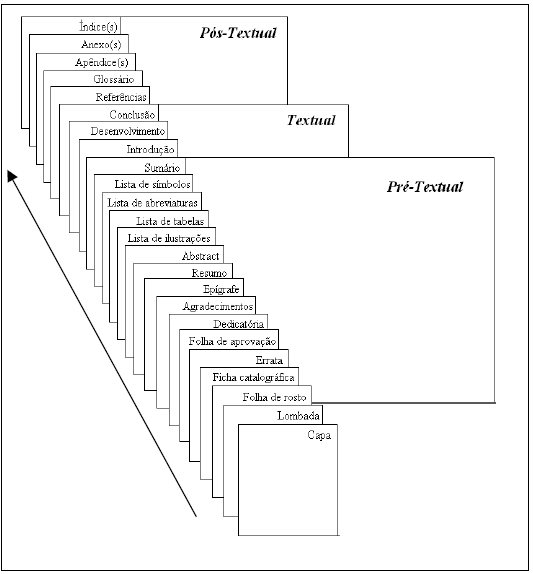 Índice(s)
Pós-Textual
Anexo(s)
Apêndice(s)
Glossário
Referências
Conclusão
Textual
Desenvolvimento
Introdução
Sumário
Lista de símbolos
Pré-Textual
Lista de abreviaturas
Lista de tabelas
Lista de ilustrações
Abstract
Resumo
Epígrafe
Agradecimentos
Dedicatória
Folha de aprovação
Errata
Ficha catalográfica
Folha de rosto
Lombada
Capa